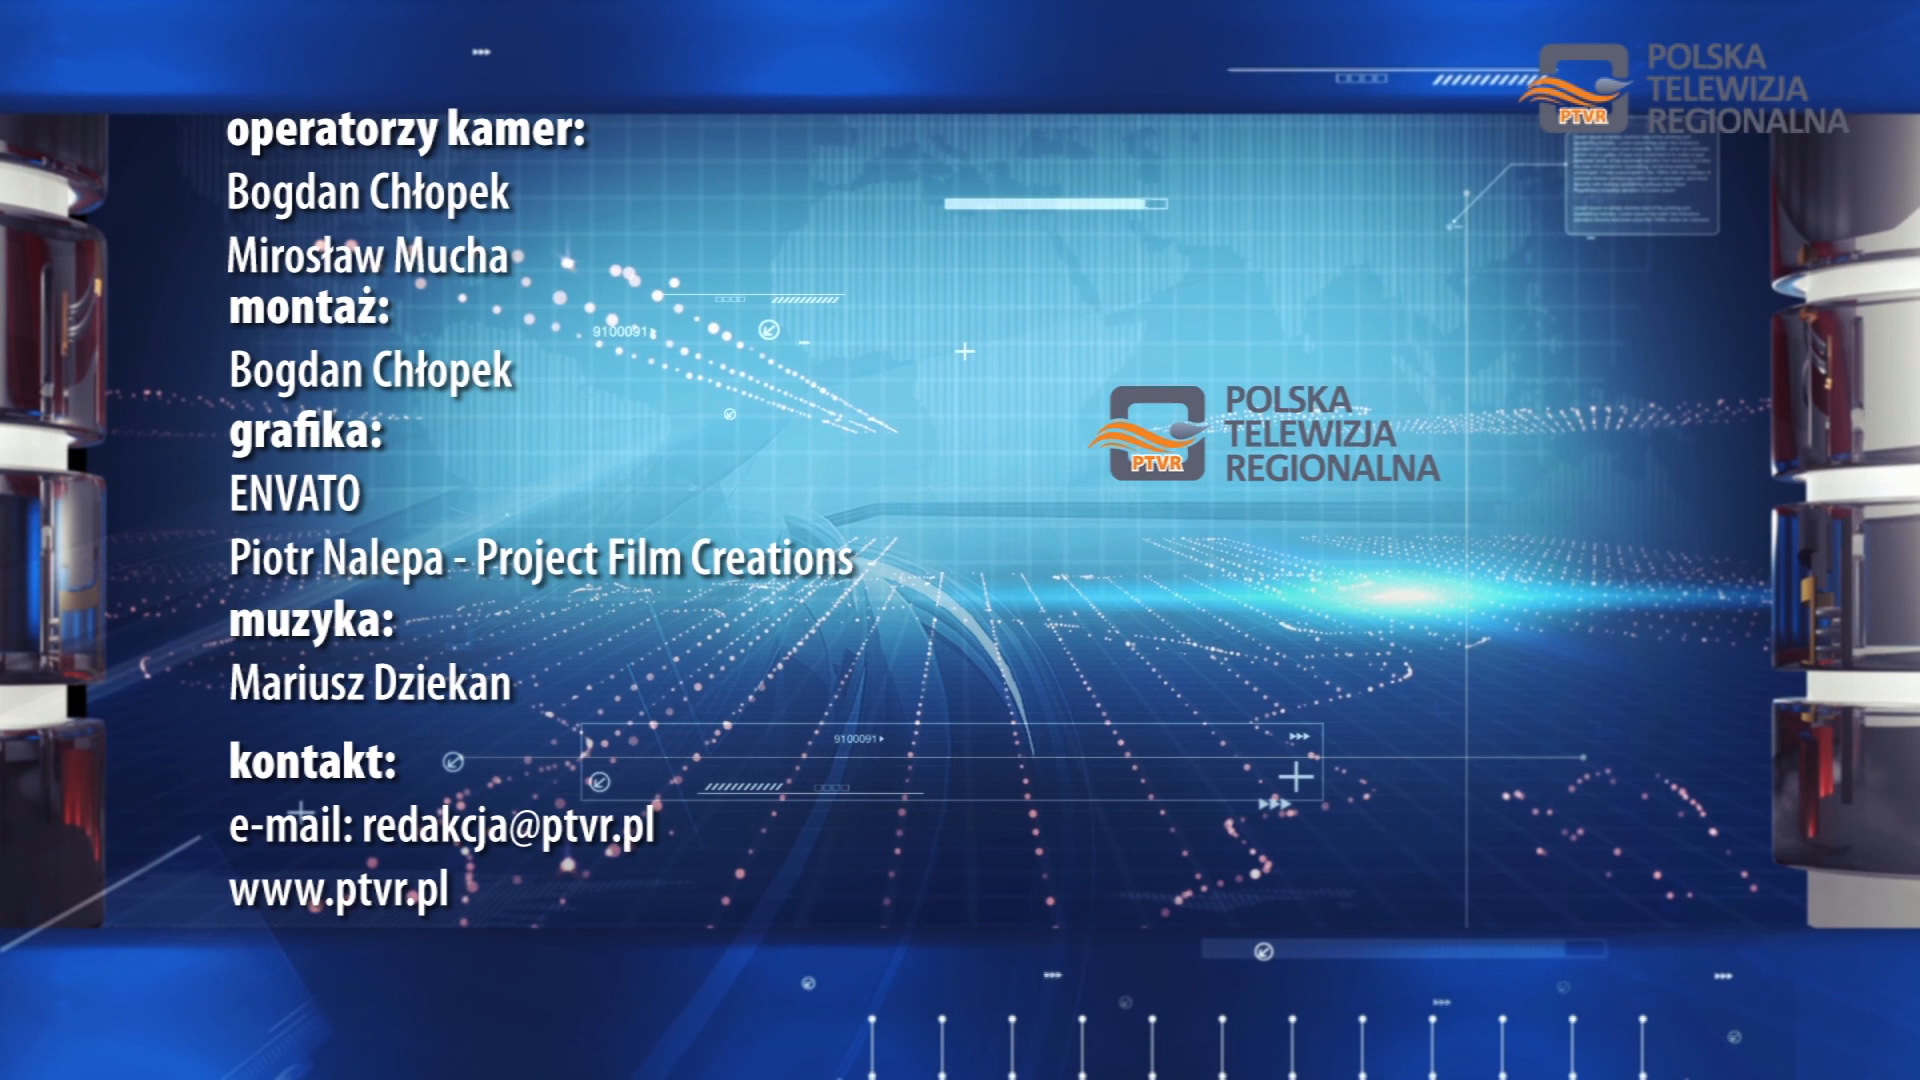 POLSKA
TELEWIZJA
REGIONALNA
PTVR
operatorzy kamer:
Bogdan Chłopek
Mirosław Mucha
montaż:
Bogdan Chłopek
grafika:
ENVATO
Piotr Nalepa - Project Film Creations
muzyka:
Mariusz Dziekan
kontakt:
e-mail: redakcja@ptvr.pl
www.ptvr.pl
9100091
POLSKA
TELEWIZJA
REGIONALNA
PTVR
9100091